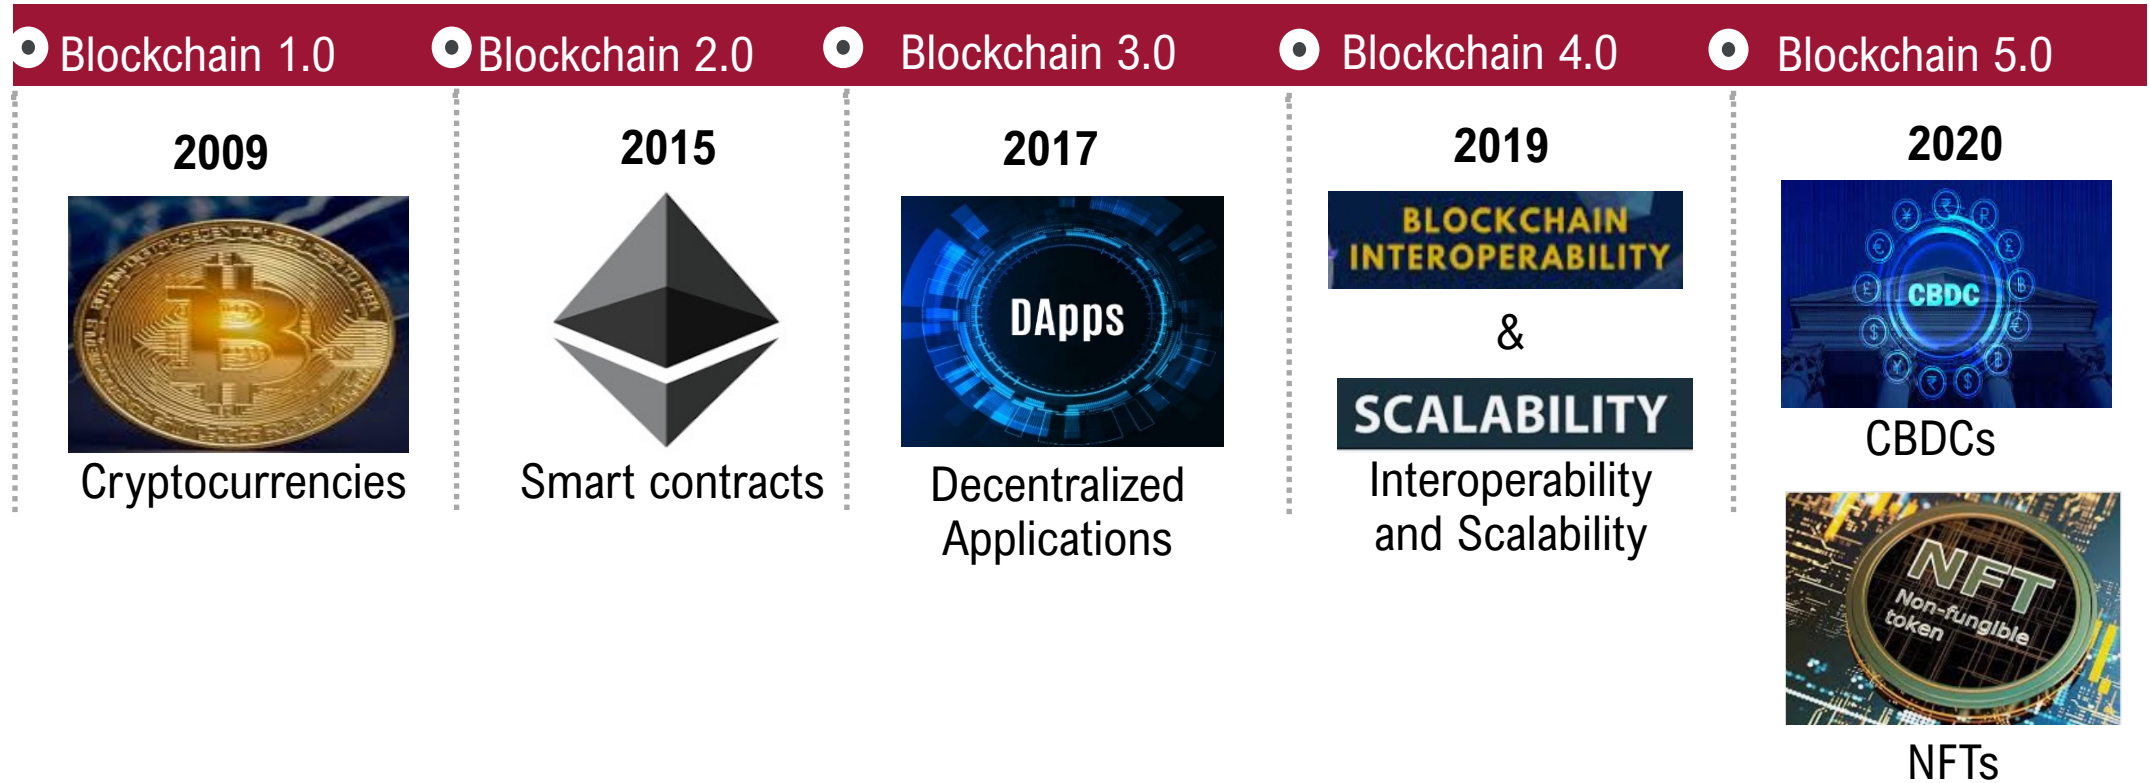 Blockchain 1.0
Blockchain 2.0
Blockchain 3.0
Blockchain 4.0
Blockchain 5.0
2009
Cryptocurrencies
2015
Smart contracts
2017
DApps
Decentralized
Applications
2019
BLOCKCHAIN
INTEROPERABILITY
&
SCALABILITY
Interoperability
and Scalability
2020
CBDC
CBDCs
NFT
Non-fungible
token
NFTs